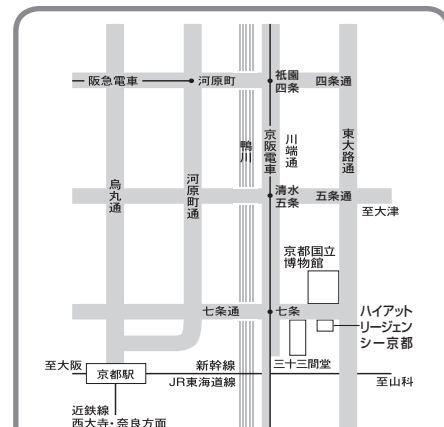 阪急電車
河原町
祇園
四条
四条通
鴨川
京阪電車
川端通
東大路通
烏丸通
河原町通
清水
五条
五条通
至大津
京都国立
博物館
七条通
七条
ハイアット
リージェン
シー京都
三十三間堂
至大阪
京都駅
新幹線
JR東海道線
至山科
近鉄線
西大寺・奈良方面